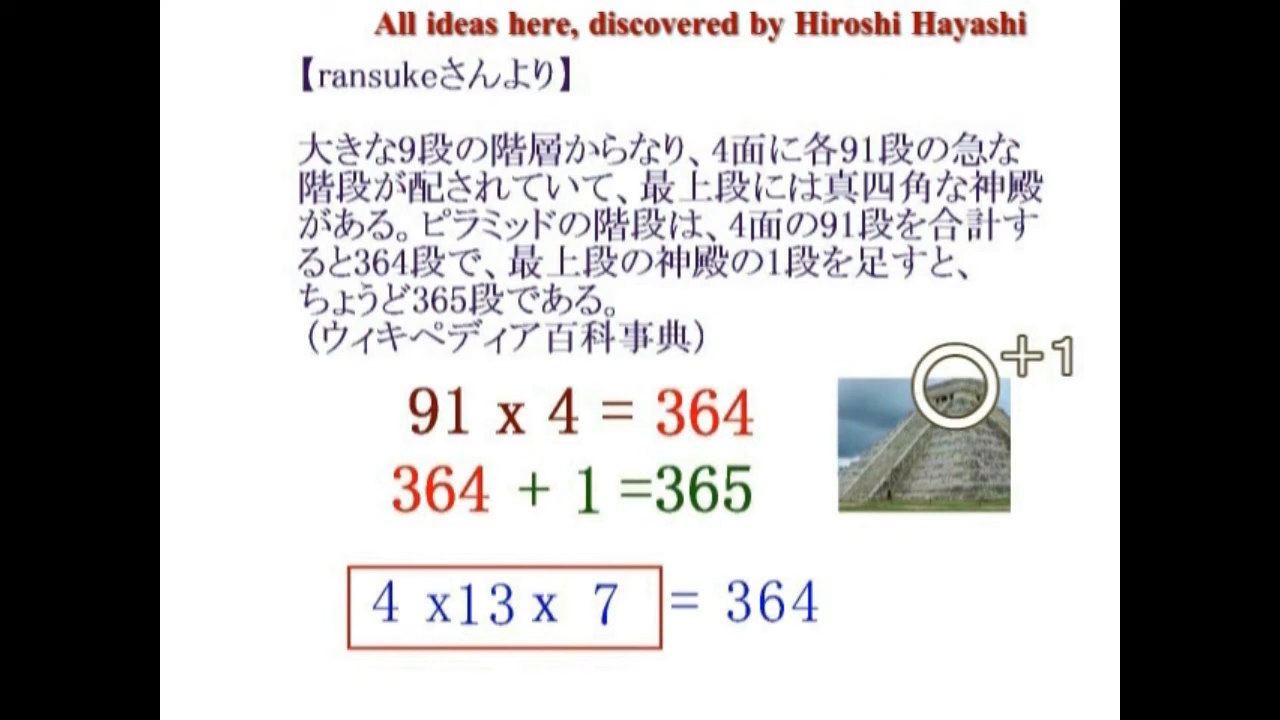 All ideas here, discovered by Hiroshi Hayashi
【ransukeさんより】
大きな9段の階層からなり、4面に各91段の急な
階段が配されていて、最上段には真四角な神殿
がある。ピラミッドの階段は、4面の91段を合計す
ると364段で、最上段の神殿の1段を足すと、
ちょうど365段である。
（ウィキペディア百科事典）
+1
91 x 4 = 364
364 + 1 =365
4 x13 x 7 = 364